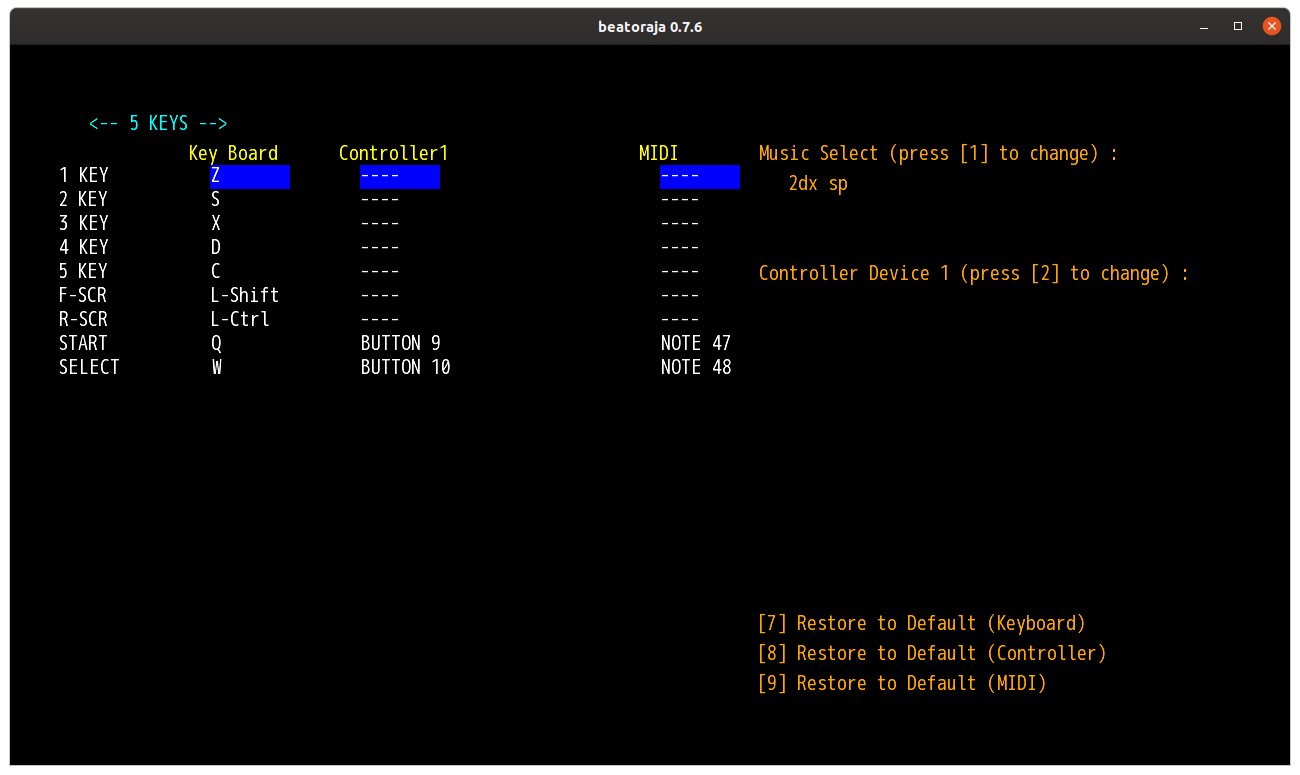 beatoraja 0.7.6
<-- 5 KEYS -->
Key Board Controller1 MIDI Music Select (press [1] to change) :
1 KEY Z ---- ----
2dx sp
2 KEY S ---- ----
3 KEY X ---- ----
4 KEY D ---- ----
5 KEY C ---- ---- Controller Device 1 (press [2] to change) :
F-SCR L-Shift ---- ----
R-SCR L-Ctrl ---- ----
START Q BUTTON 9 NOTE 47
SELECT W BUTTON 10 NOTE 48
[7] Restore to Default (Keyboard)
[8] Restore to Default (Controller)
[9] Restore to Default (MIDI)